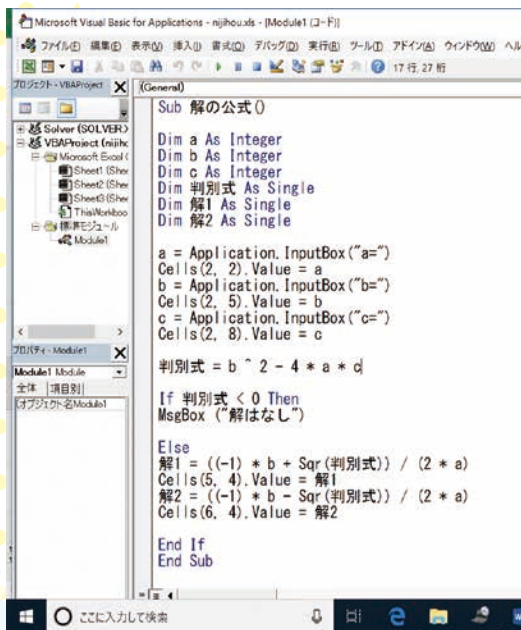 Microsoft Visual Basic for Applications - nijihou.xls - [Module1 (コード)]
ファイル(F) 編集(E) 表示(V) 挿入(I) 書式(O) デバッグ(D) 実行(R) ツール(T) アドイン(A) ウィンドウ(W) ヘル
17 行, 27 桁
プロジェクト - VBAProject
(General)
Solver (SOLVER.)
VBAProject (nijiho
Microsoft Excel (
Sheet1 (Shee
Sheet2 (Shee
Sheet3 (Shee
ThisWorkboo
標準モジュール
Module1
プロパティ - Module1
Module1 Module
全体 項目別
(オブジェクト名 Module1
Sub 解の公式()
Dim a As Integer
Dim b As Integer
Dim c As Integer
Dim 判別式 As Single
Dim 解1 As Single
Dim 解2 As Single
a = Application.InputBox("a=")
Cells(2, 2).Value = a
b = Application.InputBox("b=")
Cells(2, 5).Value = b
c = Application.InputBox("c=")
Cells(2, 8).Value = c
判別式 = b ^ 2 - 4 * a * c
If 判別式 < 0 Then
MsgBox ("解はなし")
Else
解1 = ((-1) * b + Sqr(判別式)) / (2 * a)
Cells(5, 4).Value = 解1
解2 = ((-1) * b - Sqr(判別式)) / (2 * a)
Cells(6, 4).Value = 解2
End If
End Sub
ここに入力して検索